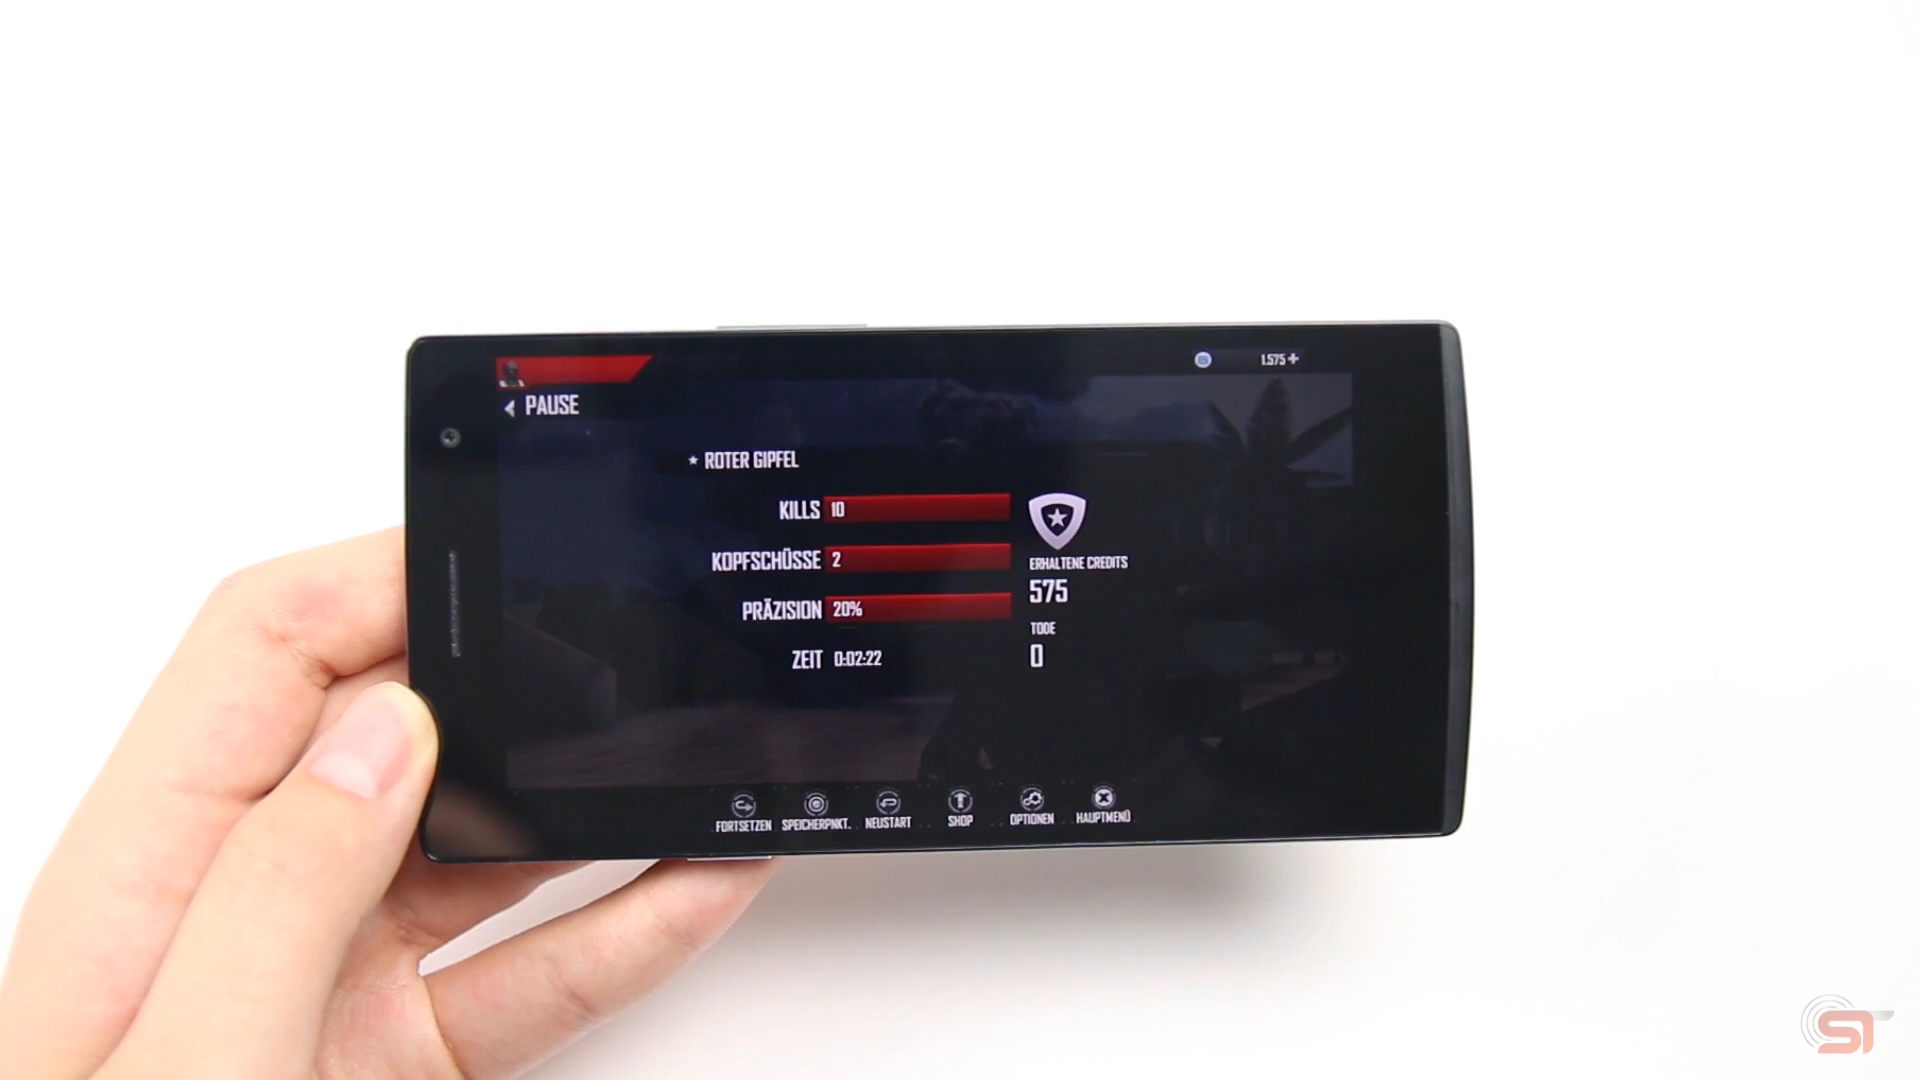 1.575 +
PAUSE
★ ROTER GIPFEL
KILLS 10
KOPFSCHÜSSE 2
PRÄZISION 20%
ZEIT 0:02:22
ERHALTENE CREDITS
575
TODE
0
FORTSETZEN SPEICHERPNKT. NEUSTART SHOP OPTIONEN HAUPTMENÜ
ST